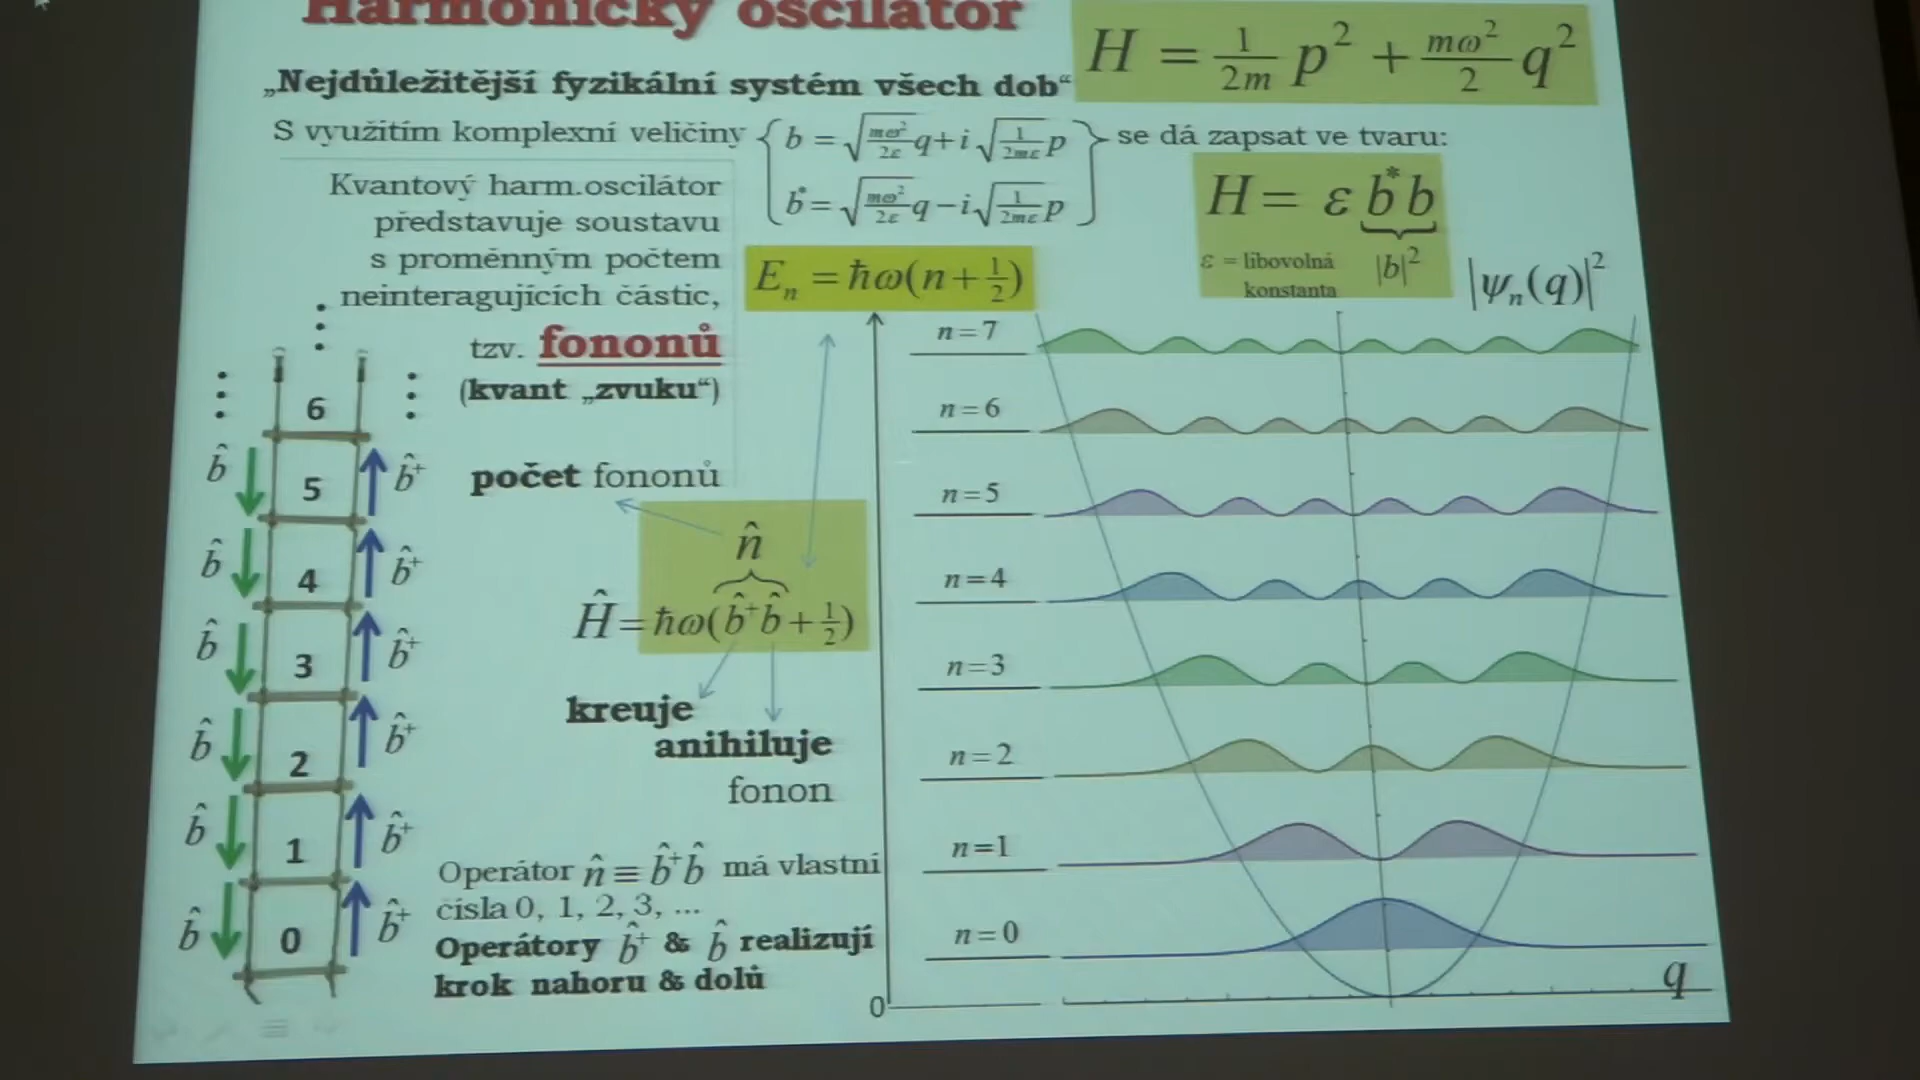 Harmonický oscilátor
H = 1/2m p² + mω²/2 q²
„Nejdůležitější fyzikální systém všech dob“
S využitím komplexní veličiny { b = √(mω²/2ε) q + i √(1/2mε) p
b* = √(mω²/2ε) q − i √(1/2mε) p } se dá zapsat ve tvaru:
H = ε b*b
|b|²
ε = libovolná
konstanta
Kvantový harm.oscilátor
představuje soustavu
s proměnným počtem
neinteragujících částic,
tzv. fononů
(kvant „zvuku“)
Eₙ = ħω(n + ½)
|ψₙ(q)|²
počet fononů
n̂
Ĥ = ħω(b̂⁺b̂ + ½)
kreuje
anihiluje
fonon
Operátor n̂ ≡ b̂⁺b̂ má vlastní
čísla 0, 1, 2, 3, ...
Operátory b̂⁺ & b̂ realizují
krok nahoru & dolů
6
b̂ 5 b̂⁺
b̂ 4 b̂⁺
b̂ 3 b̂⁺
b̂ 2 b̂⁺
b̂ 1 b̂⁺
b̂ 0 b̂⁺
n = 7
n = 6
n = 5
n = 4
n = 3
n = 2
n = 1
n = 0
0
q